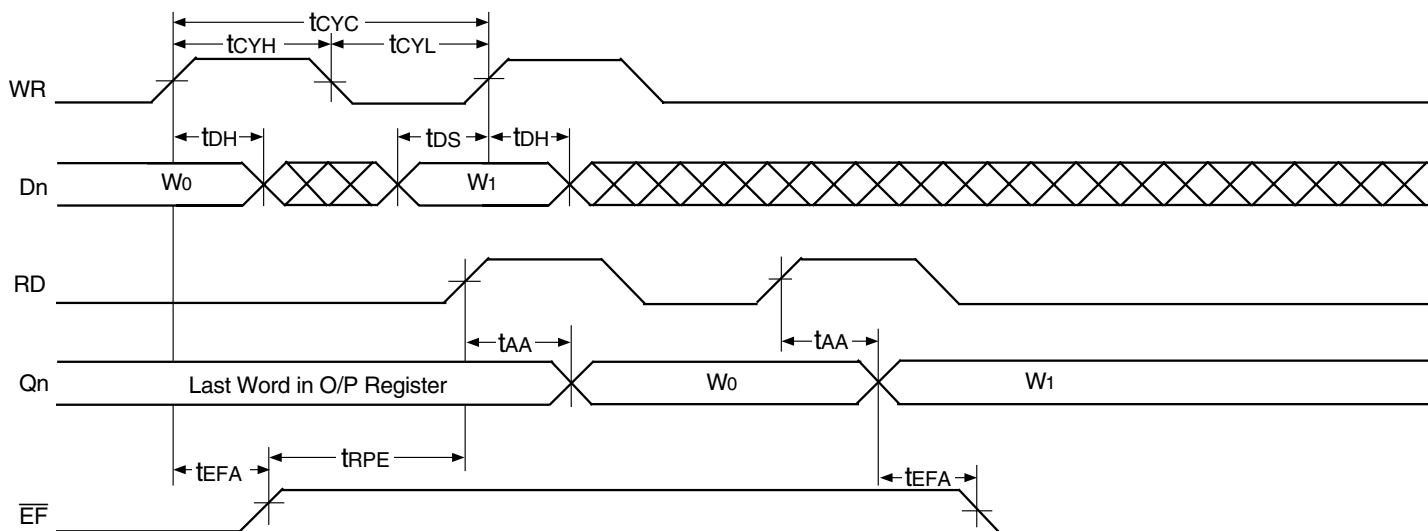 tCYC
tCYH tCYL
WR
tDH tDS tDH
Dn W0 W1
RD
tAA tAA
Qn Last Word in O/P Register W0 W1
tEFA tRPE tEFA
EF